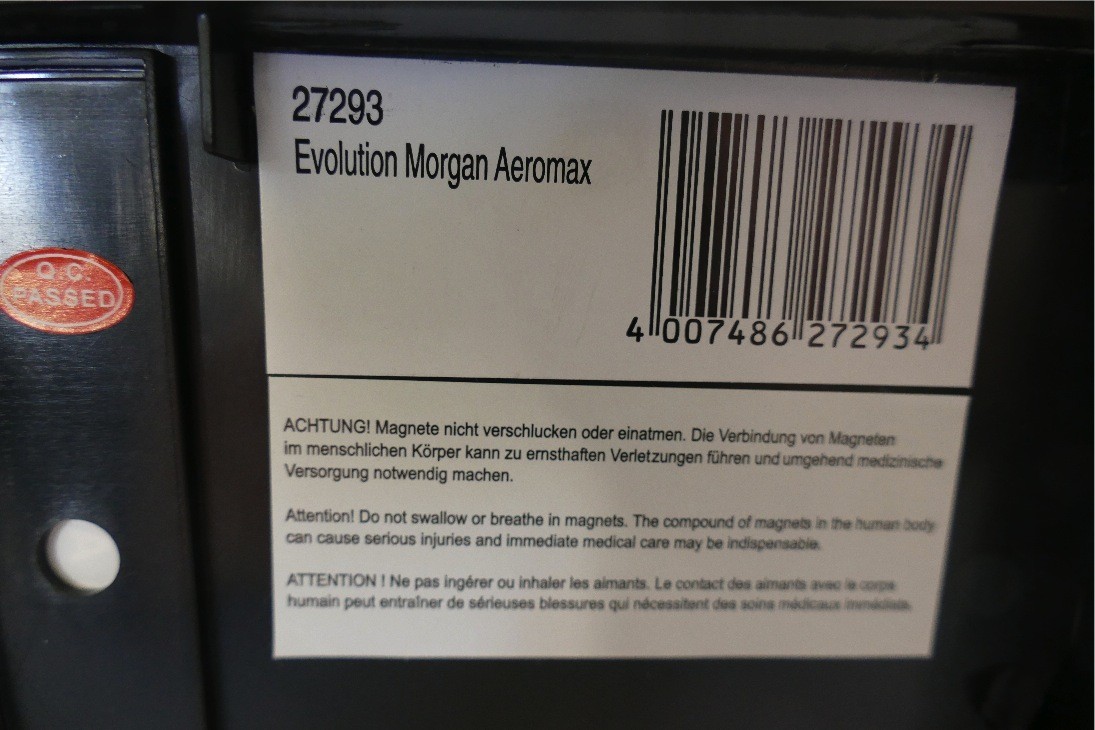 27293
Evolution Morgan Aeromax
4 007486 272934
Q.C.
PASSED
ACHTUNG! Magnete nicht verschlucken oder einatmen. Die Verbindung von Magneten
im menschlichen Körper kann zu ernsthaften Verletzungen führen und umgehend medizinische
Versorgung notwendig machen.
Attention! Do not swallow or breathe in magnets. The compound of magnets in the human body
can cause serious injuries and immediate medical care may be indispensable.
ATTENTION ! Ne pas ingérer ou inhaler les aimants. Le contact des aimants avec le corps
humain peut entraîner de sérieuses blessures qui nécessitent des soins médicaux immédiats.